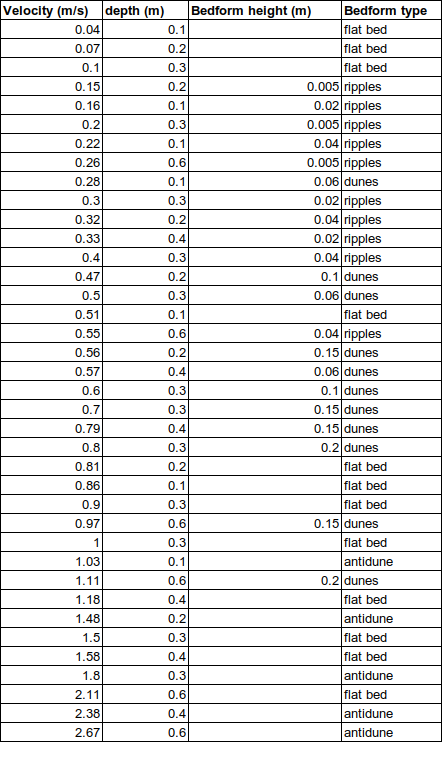 Velocity (m/s) depth (m) Bedform height (m) Bedform type
0.04 0.1 flat bed
0.07 0.2 flat bed
0.1 0.3 flat bed
0.15 0.2 0.005 ripples
0.16 0.1 0.02 ripples
0.2 0.3 0.005 ripples
0.22 0.1 0.04 ripples
0.26 0.6 0.005 ripples
0.28 0.1 0.06 dunes
0.3 0.3 0.02 ripples
0.32 0.2 0.04 ripples
0.33 0.4 0.02 ripples
0.4 0.3 0.04 ripples
0.47 0.2 0.1 dunes
0.5 0.3 0.06 dunes
0.51 0.1 flat bed
0.55 0.6 0.04 ripples
0.56 0.2 0.15 dunes
0.57 0.4 0.06 dunes
0.6 0.3 0.1 dunes
0.7 0.3 0.15 dunes
0.79 0.4 0.15 dunes
0.8 0.3 0.2 dunes
0.81 0.2 flat bed
0.86 0.1 flat bed
0.9 0.3 flat bed
0.97 0.6 0.15 dunes
1 0.3 flat bed
1.03 0.1 antidune
1.11 0.6 0.2 dunes
1.18 0.4 flat bed
1.48 0.2 antidune
1.5 0.3 flat bed
1.58 0.4 flat bed
1.8 0.3 antidune
2.11 0.6 flat bed
2.38 0.4 antidune
2.67 0.6 antidune